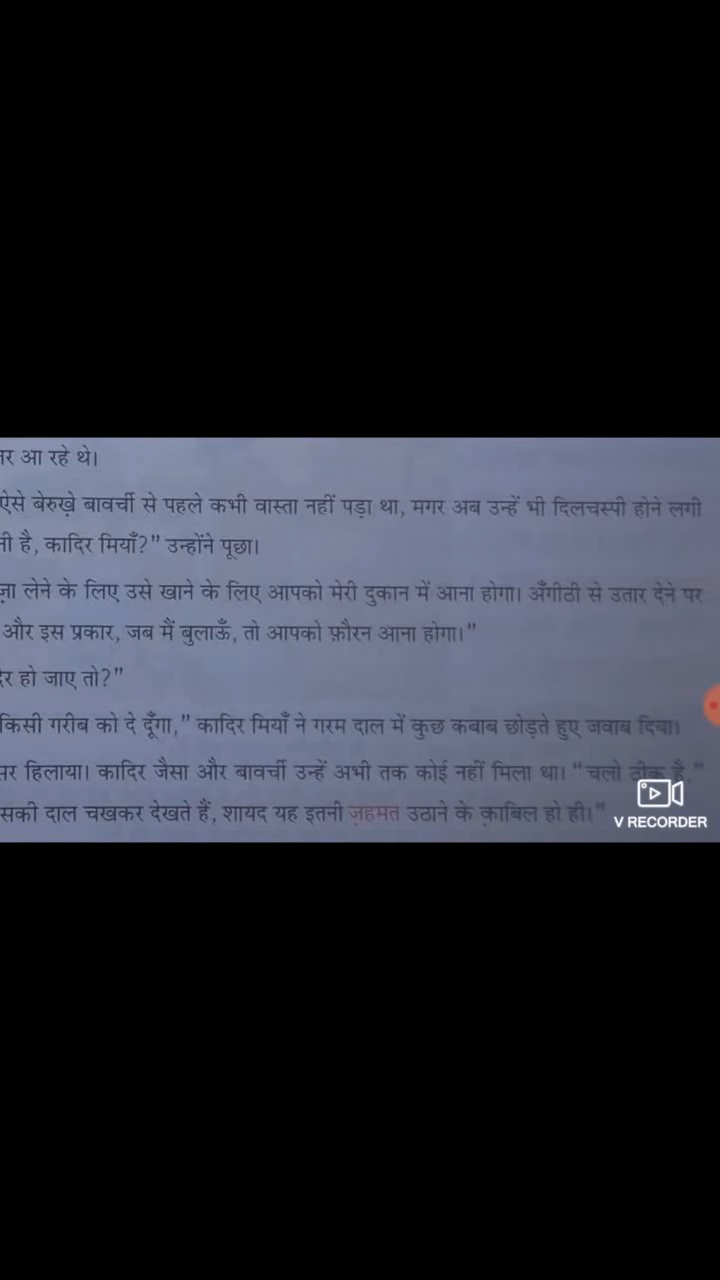 आ रहे थे।
ऐसे बेरुख़े बावर्ची से पहले कभी वास्ता नहीं पड़ा था, मगर अब उन्हें भी दिलचस्पी होने लगी
है, कादिर मियाँ?” उन्होंने पूछा।
लेने के लिए उसे खाने के लिए आपको मेरी दुकान में आना होगा। अँगीठी से उतार देने पर
और इस प्रकार, जब मैं बुलाऊँ, तो आपको फ़ौरन आना होगा।”
हो जाए तो?”
किसी गरीब को दे दूँगा,” कादिर मियाँ ने गरम दाल में कुछ कबाब छोड़ते हुए जवाब दिया।
हिलाया। कादिर जैसा और बावर्ची उन्हें अभी तक कोई नहीं मिला था। “चलो ठीक है,”
दाल चखकर देखते हैं, शायद यह इतनी ज़हमत उठाने के क़ाबिल हो ही।”
V RECORDER